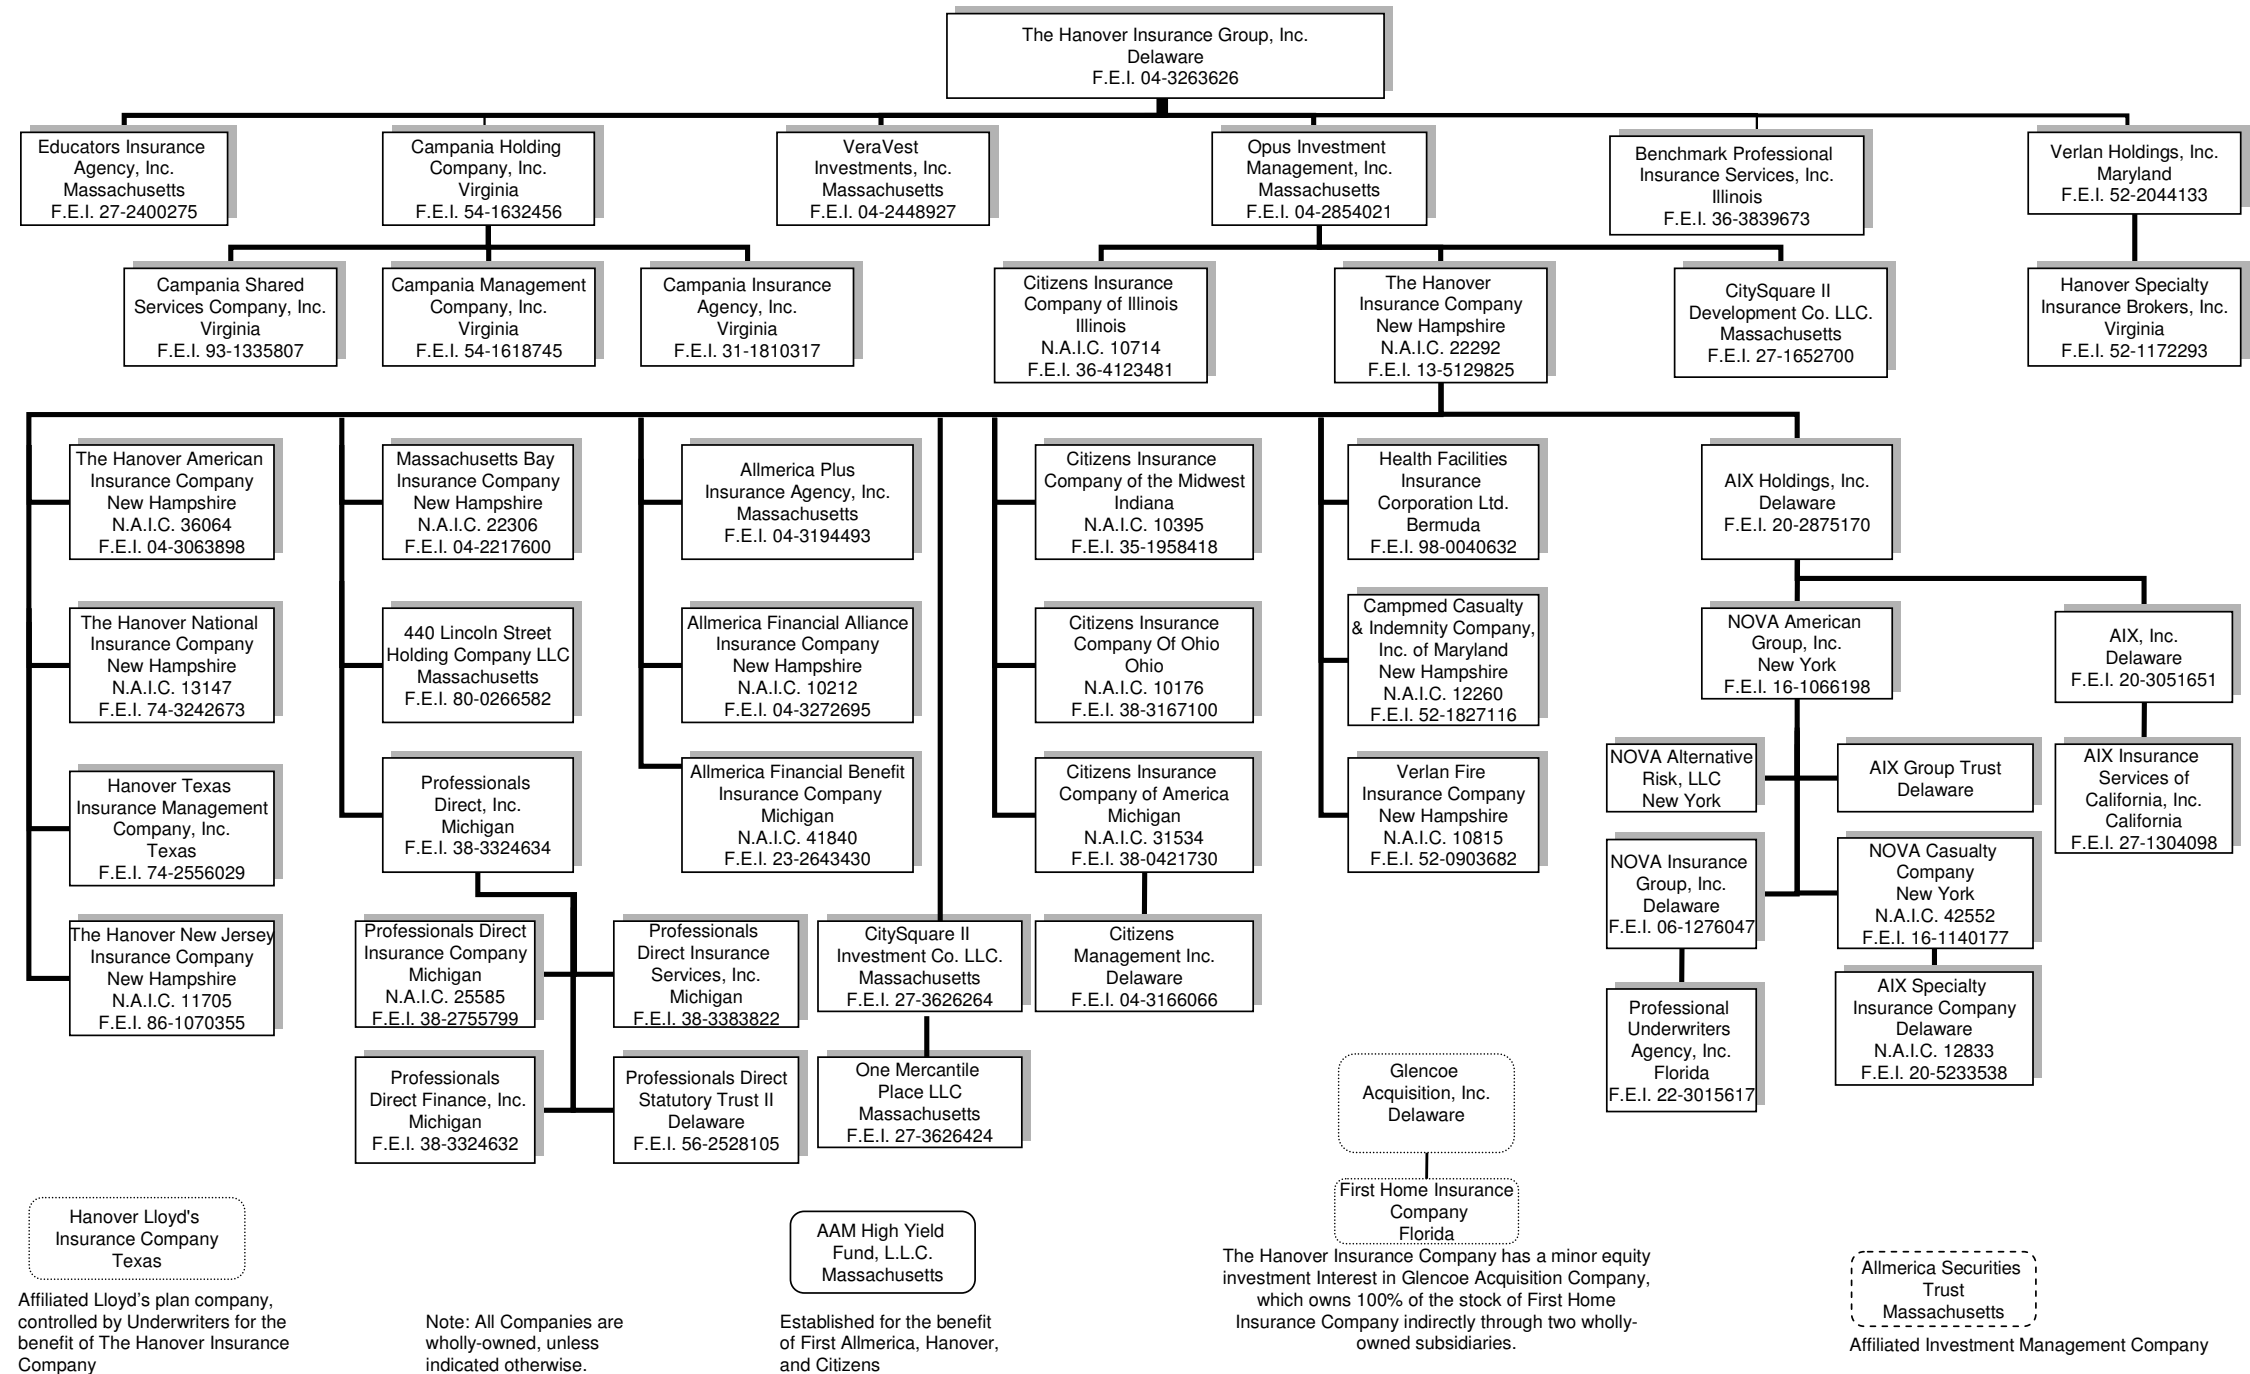 The Hanover Insurance Group, Inc.
Delaware
F.E.I. 04-3263626
Educators Insurance
Agency, Inc.
Massachusetts
F.E.I. 27-2400275
Campania Holding
Company, Inc.
Virginia
F.E.I. 54-1632456
VeraVest
Investments, Inc.
Massachusetts
F.E.I. 04-2448927
Opus Investment
Management, Inc.
Massachusetts
F.E.I. 04-2854021
Benchmark Professional
Insurance Services, Inc.
Illinois
F.E.I. 36-3839673
Verlan Holdings, Inc.
Maryland
F.E.I. 52-2044133
Campania Shared
Services Company, Inc.
Virginia
F.E.I. 93-1335807
Campania Management
Company, Inc.
Virginia
F.E.I. 54-1618745
Campania Insurance
Agency, Inc.
Virginia
F.E.I. 31-1810317
Citizens Insurance
Company of Illinois
Illinois
N.A.I.C. 10714
F.E.I. 36-4123481
The Hanover
Insurance Company
New Hampshire
N.A.I.C. 22292
F.E.I. 13-5129825
CitySquare II
Development Co. LLC.
Massachusetts
F.E.I. 27-1652700
Hanover Specialty
Insurance Brokers, Inc.
Virginia
F.E.I. 52-1172293
The Hanover American
Insurance Company
New Hampshire
N.A.I.C. 36064
F.E.I. 04-3063898
Massachusetts Bay
Insurance Company
New Hampshire
N.A.I.C. 22306
F.E.I. 04-2217600
Allmerica Plus
Insurance Agency, Inc.
Massachusetts
F.E.I. 04-3194493
Citizens Insurance
Company of the Midwest
Indiana
N.A.I.C. 10395
F.E.I. 35-1958418
Health Facilities
Insurance
Corporation Ltd.
Bermuda
F.E.I. 98-0040632
AIX Holdings, Inc.
Delaware
F.E.I. 20-2875170
The Hanover National
Insurance Company
New Hampshire
N.A.I.C. 13147
F.E.I. 74-3242673
440 Lincoln Street
Holding Company LLC
Massachusetts
F.E.I. 80-0266582
Allmerica Financial Alliance
Insurance Company
New Hampshire
N.A.I.C. 10212
F.E.I. 04-3272695
Citizens Insurance
Company Of Ohio
Ohio
N.A.I.C. 10176
F.E.I. 38-3167100
Campmed Casualty
& Indemnity Company,
Inc. of Maryland
New Hampshire
N.A.I.C. 12260
F.E.I. 52-1827116
NOVA American
Group, Inc.
New York
F.E.I. 16-1066198
AIX, Inc.
Delaware
F.E.I. 20-3051651
Hanover Texas
Insurance Management
Company, Inc.
Texas
F.E.I. 74-2556029
Professionals
Direct, Inc.
Michigan
F.E.I. 38-3324634
Allmerica Financial Benefit
Insurance Company
Michigan
N.A.I.C. 41840
F.E.I. 23-2643430
Citizens Insurance
Company of America
Michigan
N.A.I.C. 31534
F.E.I. 38-0421730
Verlan Fire
Insurance Company
New Hampshire
N.A.I.C. 10815
F.E.I. 52-0903682
NOVA Alternative
Risk, LLC
New York
AIX Group Trust
Delaware
AIX Insurance
Services of
California, Inc.
California
F.E.I. 27-1304098
NOVA Insurance
Group, Inc.
Delaware
F.E.I. 06-1276047
NOVA Casualty
Company
New York
N.A.I.C. 42552
F.E.I. 16-1140177
The Hanover New Jersey
Insurance Company
New Hampshire
N.A.I.C. 11705
F.E.I. 86-1070355
Professionals Direct
Insurance Company
Michigan
N.A.I.C. 25585
F.E.I. 38-2755799
Professionals
Direct Insurance
Services, Inc.
Michigan
F.E.I. 38-3383822
CitySquare II
Investment Co. LLC.
Massachusetts
F.E.I. 27-3626264
Citizens
Management Inc.
Delaware
F.E.I. 04-3166066
Professional
Underwriters
Agency, Inc.
Florida
F.E.I. 22-3015617
AIX Specialty
Insurance Company
Delaware
N.A.I.C. 12833
F.E.I. 20-5233538
Professionals
Direct Finance, Inc.
Michigan
F.E.I. 38-3324632
Professionals Direct
Statutory Trust II
Delaware
F.E.I. 56-2528105
One Mercantile
Place LLC
Massachusetts
F.E.I. 27-3626424
Glencoe
Acquisition, Inc.
Delaware
First Home Insurance
Company
Florida
The Hanover Insurance Company has a minor equity
investment Interest in Glencoe Acquisition Company,
which owns 100% of the stock of First Home
Insurance Company indirectly through two wholly-
owned subsidiaries.
Hanover Lloyd's
Insurance Company
Texas
Affiliated Lloyd's plan company,
controlled by Underwriters for the
benefit of The Hanover Insurance
Company
Note: All Companies are
wholly-owned, unless
indicated otherwise.
AAM High Yield
Fund, L.L.C.
Massachusetts
Established for the benefit
of First Allmerica, Hanover,
and Citizens
Allmerica Securities
Trust
Massachusetts
Affiliated Investment Management Company